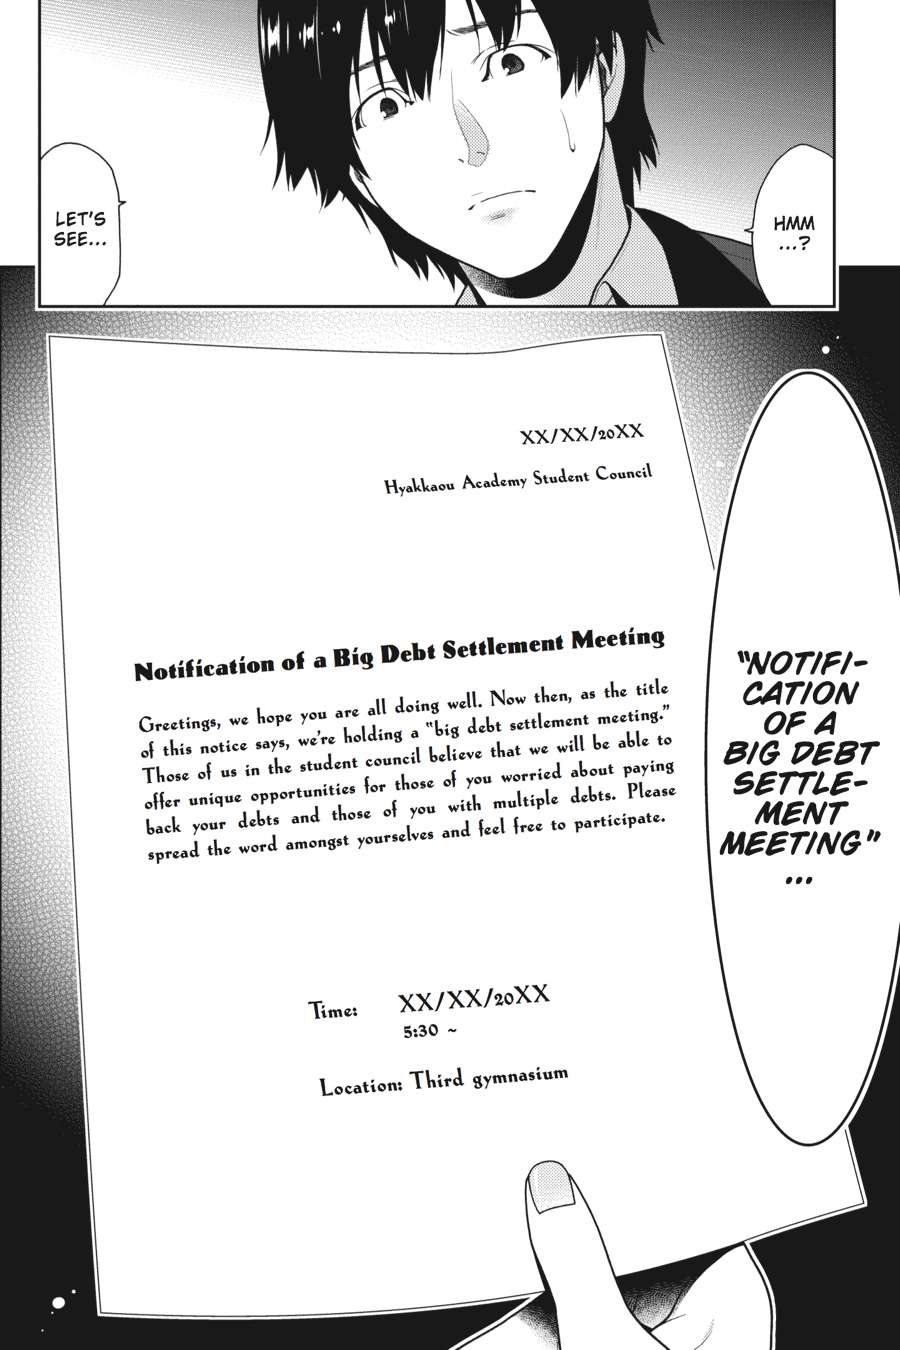 HMM
...?
LET'S
SEE...
XX/XX/20XX
Hyakkaou Academy Student Council
Notification of a Big Debt Settlement Meeting
Greetings, we hope you are all doing well. Now then, as the title
of this notice says, we're holding a "big debt settlement meeting."
Those of us in the student council believe that we will be able to
offer unique opportunities for those of you worried about paying
back your debts and those of you with multiple debts. Please
spread the word amongst yourselves and feel free to participate.
Time: XX/XX/20XX
5:30 ~
Location: Third gymnasium
"NOTIFI-
CATION
OF A
BIG DEBT
SETTLE-
MENT
MEETING"
...